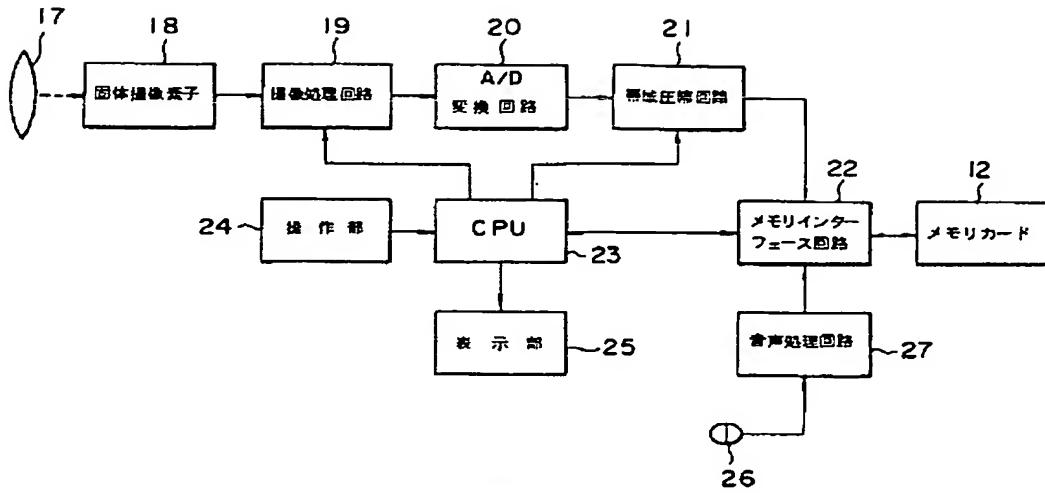 17
18
19
20
21
固体撮像素子
撮像処理回路
A/D
変換回路
帯域圧縮回路
22
12
24
操作部
CPU
23
メモリインター
フェース回路
メモリカード
表示部
25
音声処理回路
27
26